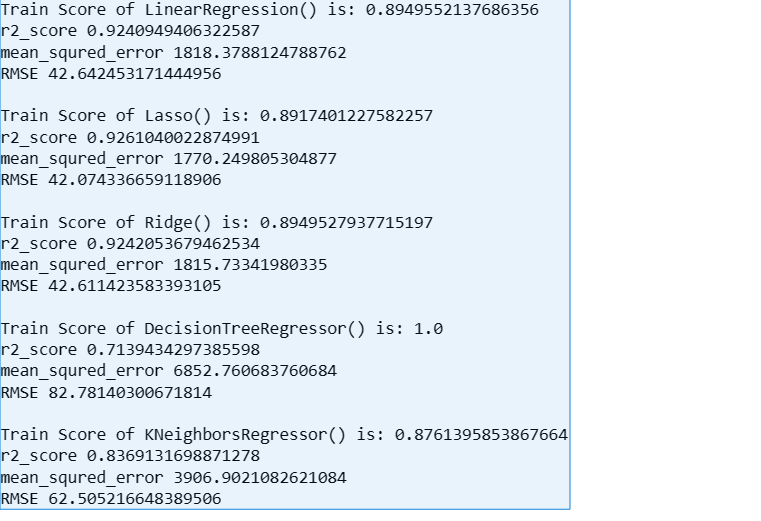 Train Score of LinearRegression() is: 0.8949552137686356
r2_score 0.9240949406322587
mean_squred_error 1818.3788124788762
RMSE 42.642453171444956
Train Score of Lasso() is: 0.8917401227582257
r2_score 0.9261040022874991
mean_squred_error 1770.249805304877
RMSE 42.074336659118906
Train Score of Ridge() is: 0.8949527937715197
r2_score 0.9242053679462534
mean_squred_error 1815.73341980335
RMSE 42.611423583393105
Train Score of DecisionTreeRegressor() is: 1.0
r2_score 0.7139434297385598
mean_squred_error 6852.760683760684
RMSE 82.78140300671814
Train Score of KNeighborsRegressor() is: 0.8761395853867664
r2_score 0.8369131698871278
mean_squred_error 3906.9021082621084
RMSE 62.505216648389506